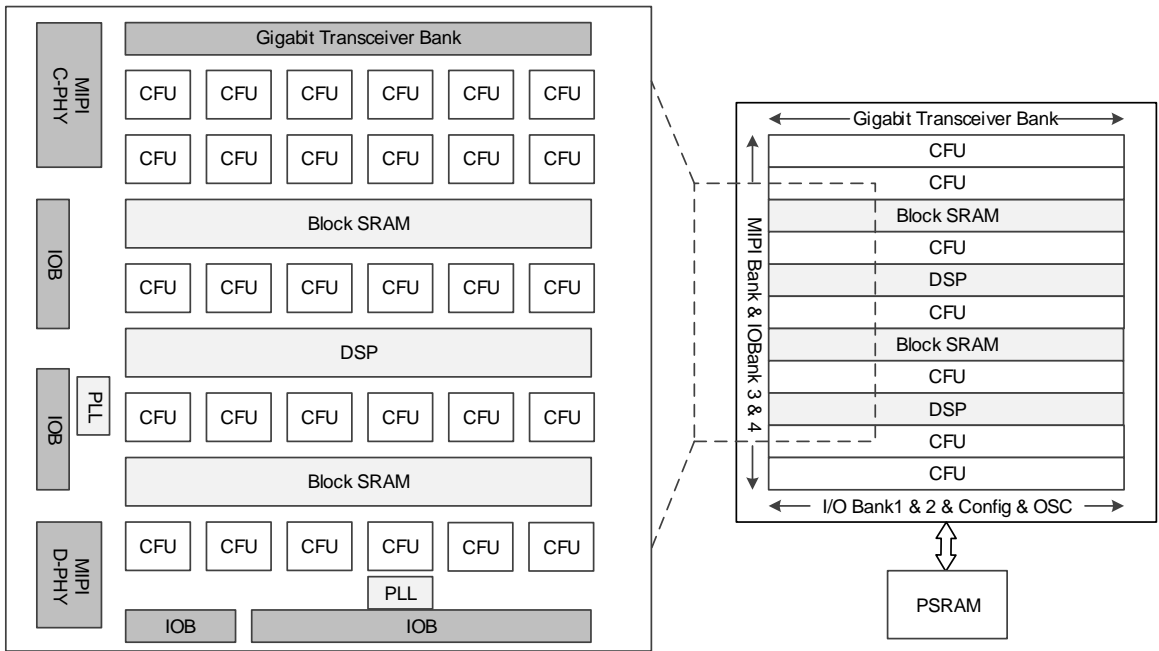 Gigabit Transceiver Bank
MIPI
C-PHY
CFU CFU CFU CFU CFU CFU
CFU CFU CFU CFU CFU CFU
Block SRAM
IOB
CFU CFU CFU CFU CFU CFU
DSP
IOB
PLL
CFU CFU CFU CFU CFU CFU
Block SRAM
MIPI
D-PHY
CFU CFU CFU CFU CFU CFU
PLL
IOB IOB
Gigabit Transceiver Bank
MIPI Bank & IOBank 3 & 4
CFU
CFU
Block SRAM
CFU
DSP
CFU
Block SRAM
CFU
DSP
CFU
CFU
I/O Bank1 & 2 & Config & OSC
PSRAM